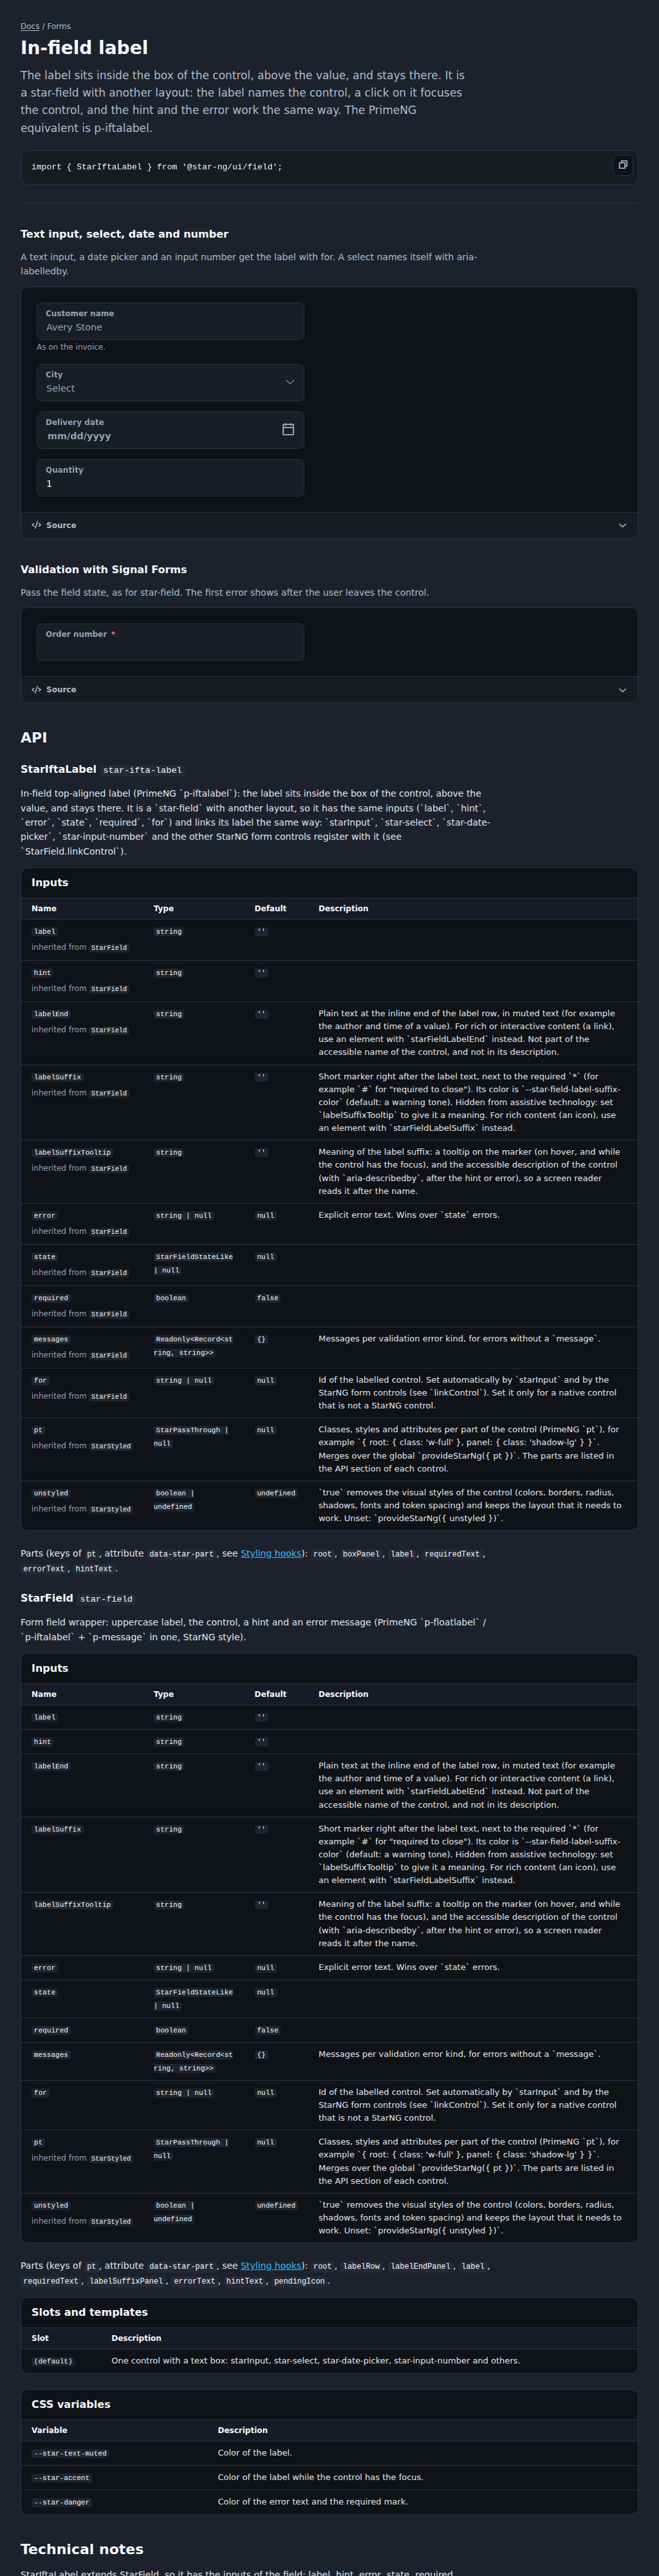 Docs / Forms
In-field label
The label sits inside the box of the control, above the value, and stays there. It is
a star-field with another layout: the label names the control, a click on it focuses
the control, and the hint and the error work the same way. The PrimeNG
equivalent is p-iftalabel.
import { StarIftaLabel } from '@star-ng/ui/field';
Text input, select, date and number
A text input, a date picker and an input number get the label with for. A select names itself with aria-
labelledby.
Customer name
Avery Stone
As on the invoice.
City
Select
Delivery date
mm/dd/yyyy
Quantity
1
Source
Validation with Signal Forms
Pass the field state, as for star-field. The first error shows after the user leaves the control.
Order number *
Source
API
StarIftaLabel star-ifta-label
In-field top-aligned label (PrimeNG `p-iftalabel`): the label sits inside the box of the control, above the
value, and stays there. It is a `star-field` with another layout, so it has the same inputs (`label`, `hint`,
`error`, `state`, `required`, `for`) and links its label the same way: `starInput`, `star-select`, `star-date-
picker`, `star-input-number` and the other StarNG form controls register with it (see
`StarField.linkControl`).
Inputs
Name Type Default Description
label string ''
inherited from StarField
hint string ''
inherited from StarField
labelEnd string '' Plain text at the inline end of the label row, in muted text (for example
inherited from StarField the author and time of a value). For rich or interactive content (a link),
use an element with `starFieldLabelEnd` instead. Not part of the
accessible name of the control, and not in its description.
labelSuffix string '' Short marker right after the label text, next to the required `*` (for
inherited from StarField example `#` for "required to close"). Its color is `--star-field-label-suffix-
color` (default: a warning tone). Hidden from assistive technology: set
`labelSuffixTooltip` to give it a meaning. For rich content (an icon), use
an element with `starFieldLabelSuffix` instead.
labelSuffixTooltip string '' Meaning of the label suffix: a tooltip on the marker (on hover, and while
inherited from StarField the control has the focus), and the accessible description of the control
(with `aria-describedby`, after the hint or error), so a screen reader
reads it after the name.
error string | null null Explicit error text. Wins over `state` errors.
inherited from StarField
state StarFieldStateLike null
inherited from StarField | null
required boolean false
inherited from StarField
messages Readonly<Record<st {} Messages per validation error kind, for errors without a `message`.
inherited from StarField ring, string>>
for string | null null Id of the labelled control. Set automatically by `starInput` and by the
inherited from StarField StarNG form controls (see `linkControl`). Set it only for a native control
that is not a StarNG control.
pt StarPassThrough | null Classes, styles and attributes per part of the control (PrimeNG `pt`), for
inherited from StarStyled null example `{ root: { class: 'w-full' }, panel: { class: 'shadow-lg' } }`.
Merges over the global `provideStarNg({ pt })`. The parts are listed in
the API section of each control.
unstyled boolean | undefined `true` removes the visual styles of the control (colors, borders, radius,
inherited from StarStyled undefined shadows, fonts and token spacing) and keeps the layout that it needs to
work. Unset: `provideStarNg({ unstyled })`.
Parts (keys of pt, attribute data-star-part, see Styling hooks): root, boxPanel, label, requiredText,
errorText, hintText.
StarField star-field
Form field wrapper: uppercase label, the control, a hint and an error message (PrimeNG `p-floatlabel` /
`p-iftalabel` + `p-message` in one, StarNG style).
Inputs
Name Type Default Description
label string ''
hint string ''
labelEnd string '' Plain text at the inline end of the label row, in muted text (for example
the author and time of a value). For rich or interactive content (a link),
use an element with `starFieldLabelEnd` instead. Not part of the
accessible name of the control, and not in its description.
labelSuffix string '' Short marker right after the label text, next to the required `*` (for
example `#` for "required to close"). Its color is `--star-field-label-suffix-
color` (default: a warning tone). Hidden from assistive technology: set
`labelSuffixTooltip` to give it a meaning. For rich content (an icon), use
an element with `starFieldLabelSuffix` instead.
labelSuffixTooltip string '' Meaning of the label suffix: a tooltip on the marker (on hover, and while
the control has the focus), and the accessible description of the control
(with `aria-describedby`, after the hint or error), so a screen reader
reads it after the name.
error string | null null Explicit error text. Wins over `state` errors.
state StarFieldStateLike null
| null
required boolean false
messages Readonly<Record<st {} Messages per validation error kind, for errors without a `message`.
ring, string>>
for string | null null Id of the labelled control. Set automatically by `starInput` and by the
StarNG form controls (see `linkControl`). Set it only for a native control
that is not a StarNG control.
pt StarPassThrough | null Classes, styles and attributes per part of the control (PrimeNG `pt`), for
inherited from StarStyled null example `{ root: { class: 'w-full' }, panel: { class: 'shadow-lg' } }`.
Merges over the global `provideStarNg({ pt })`. The parts are listed in
the API section of each control.
unstyled boolean | undefined `true` removes the visual styles of the control (colors, borders, radius,
inherited from StarStyled undefined shadows, fonts and token spacing) and keeps the layout that it needs to
work. Unset: `provideStarNg({ unstyled })`.
Parts (keys of pt, attribute data-star-part, see Styling hooks): root, labelRow, labelEndPanel, label,
requiredText, labelSuffixPanel, errorText, hintText, pendingIcon.
Slots and templates
Slot Description
(default) One control with a text box: starInput, star-select, star-date-picker, star-input-number and others.
CSS variables
Variable Description
--star-text-muted Color of the label.
--star-accent Color of the label while the control has the focus.
--star-danger Color of the error text and the required mark.
Technical notes
StarIftaLabel extends StarField, so it has the inputs of the field: label, hint, error, state, required,